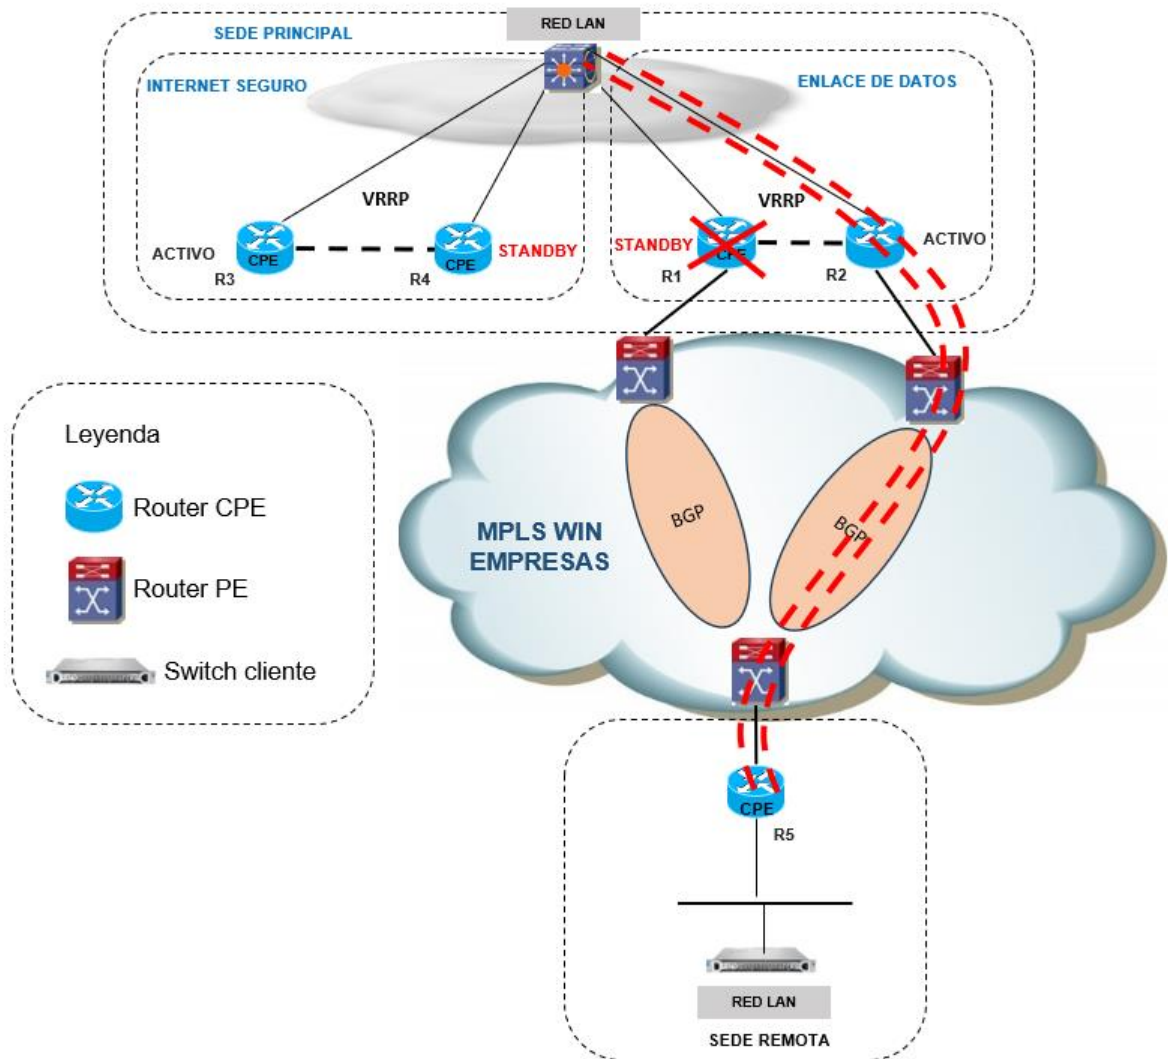 RED LAN
SEDE PRINCIPAL
INTERNET SEGURO
ENLACE DE DATOS
VRRP
VRRP
ACTIVO
CPE
R3
CPE
R4
STANDBY
STANDBY
CPE
R1
R2
ACTIVO
Leyenda
Router CPE
Router PE
Switch cliente
BGP
BGP
MPLS WIN
EMPRESAS
CPE
R5
RED LAN
SEDE REMOTA